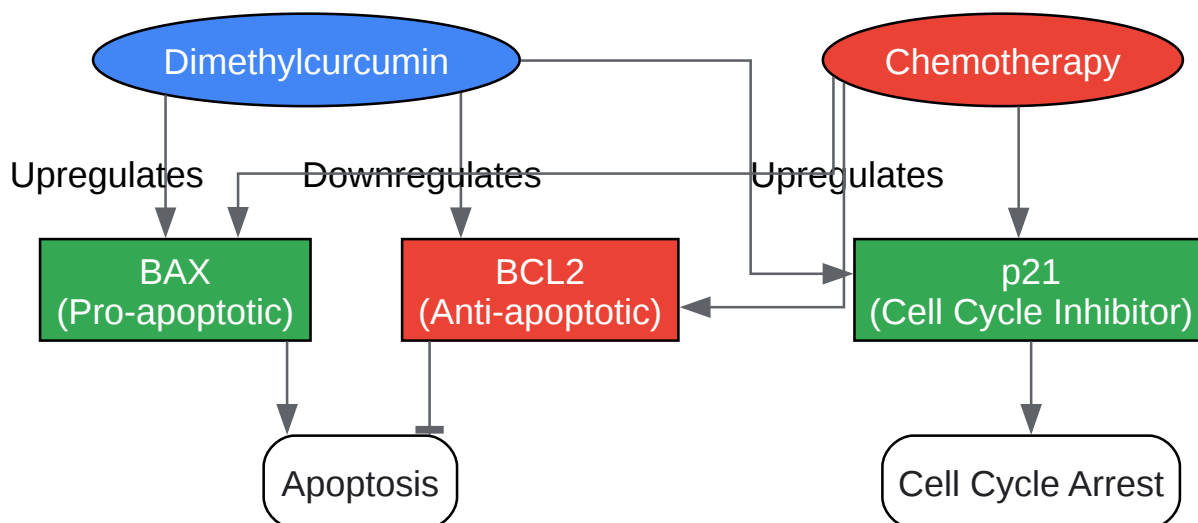 Dimethylcurcumin
Chemotherapy
Upregulates
Downregulates
Upregulates
BAX
(Pro-apoptotic)
BCL2
(Anti-apoptotic)
p21
(Cell Cycle Inhibitor)
Apoptosis
Cell Cycle Arrest